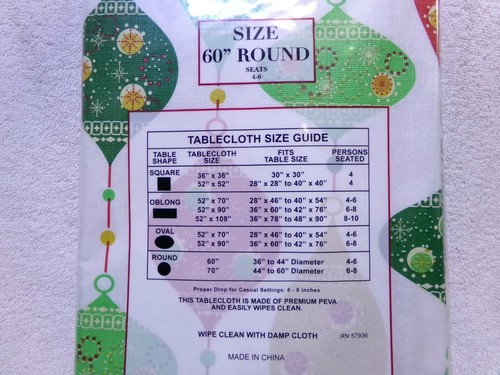 SIZE
60" ROUND
SEATS
4-6
TABLECLOTH SIZE GUIDE
TABLE SHAPE TABLECLOTH SIZE FITS TABLE SIZE PERSONS SEATED
SQUARE 36" x 36" 30" x 30" 4
52" x 52" 28" x 28" to 40" x 40" 4
OBLONG 52" x 70" 28" x 46" to 40" x 54" 4-6
52" x 90" 36" x 60" to 42" x 76" 6-8
52" x 108" 36" x 78" to 48" x 90" 8-10
OVAL 52" x 70" 28" x 46" to 40" x 54" 4-6
52" x 90" 36" x 60" to 42" x 76" 6-8
ROUND 60" 36" to 44" Diameter 4-6
70" 44" to 60" Diameter 6-8
Proper Drop for Casual Settings: 6 - 8 inches
THIS TABLECLOTH IS MADE OF PREMIUM PEVA
AND EASILY WIPES CLEAN.
WIPE CLEAN WITH DAMP CLOTH RN 57936
MADE IN CHINA